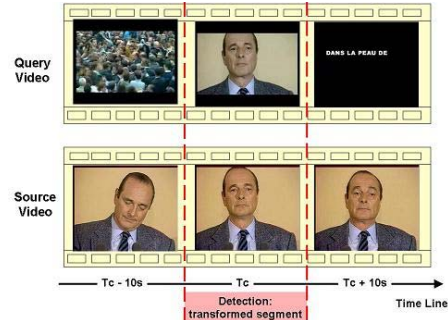 Query
Video
DANS LA PEAU DE
Source
Video
Tc - 10s
Tc
Tc + 10s
Time Line
Detection:
transformed segment